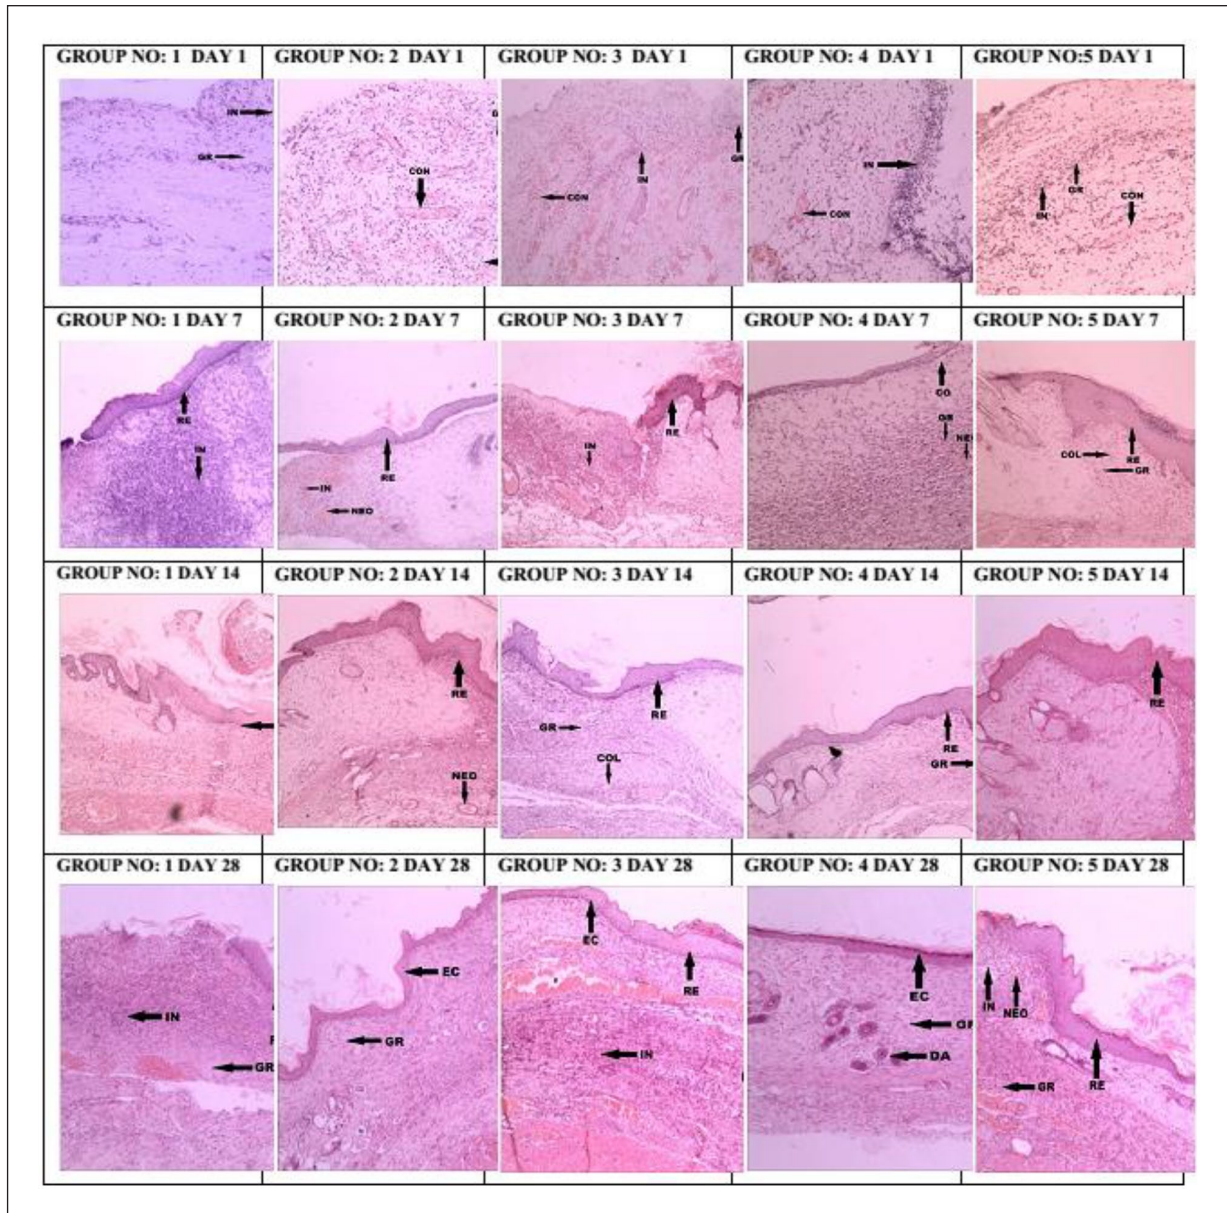 GROUP NO: 1 DAY 1
GROUP NO: 2 DAY 1
GROUP NO: 3 DAY 1
GROUP NO: 4 DAY 1
GROUP NO:5 DAY 1
IN
GR
CON
CON
IN
GR
IN
CON
IN
GR
CON
GROUP NO: 1 DAY 7
GROUP NO: 2 DAY 7
GROUP NO: 3 DAY 7
GROUP NO: 4 DAY 7
GROUP NO: 5 DAY 7
RE
IN
RE
IN
NEO
IN
RE
CO
GR
NE
COL
RE
GR
GROUP NO: 1 DAY 14
GROUP NO: 2 DAY 14
GROUP NO: 3 DAY 14
GROUP NO: 4 DAY 14
GROUP NO: 5 DAY 14
RE
NEO
GR
RE
COL
RE
GR
RE
GROUP NO: 1 DAY 28
GROUP NO: 2 DAY 28
GROUP NO: 3 DAY 28
GROUP NO: 4 DAY 28
GROUP NO: 5 DAY 28
IN
GR
EC
GR
EC
RE
IN
EC
DA
IN
NEO
RE
GR